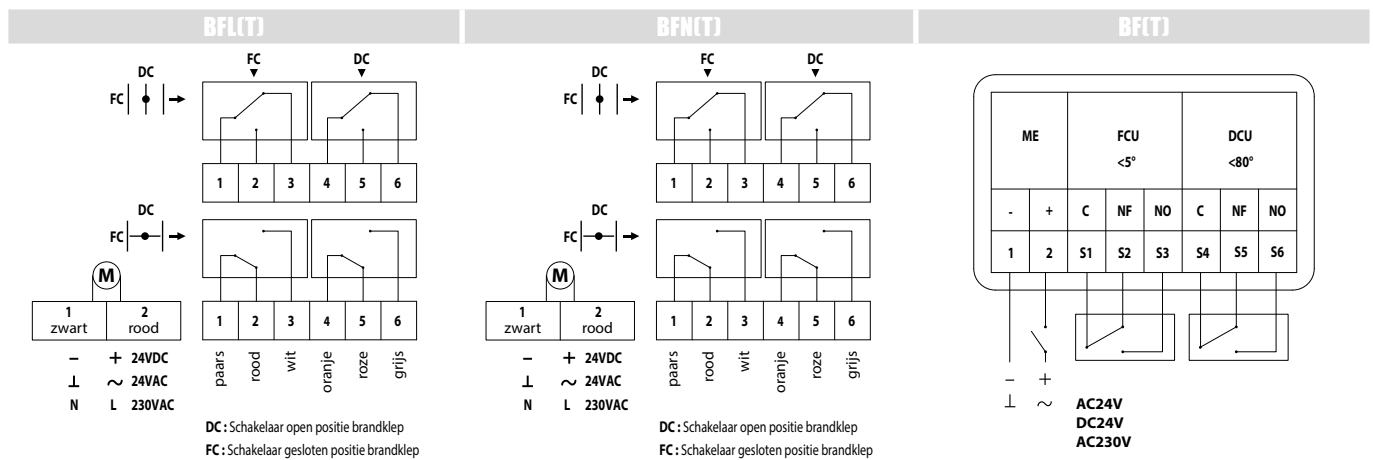 BFL(T)
FC
DC
DC
FC
1 2 3 4 5 6
DC
FC
M
1 2
zwart rood
1 2 3 4 5 6
paars rood wit oranje roze grijs
– + 24VDC
⊥ ~ 24VAC
N L 230VAC
DC : Schakelaar open positie brandklep
FC : Schakelaar gesloten positie brandklep
BFN(T)
FC
DC
DC
FC
1 2 3 4 5 6
DC
FC
M
1 2
zwart rood
1 2 3 4 5 6
paars rood wit oranje roze grijs
– + 24VDC
⊥ ~ 24VAC
N L 230VAC
DC : Schakelaar open positie brandklep
FC : Schakelaar gesloten positie brandklep
BF(T)
ME FCU DCU
<5° <80°
- + C NF NO C NF NO
1 2 S1 S2 S3 S4 S5 S6
– +
⊥ ~
AC24V
DC24V
AC230V